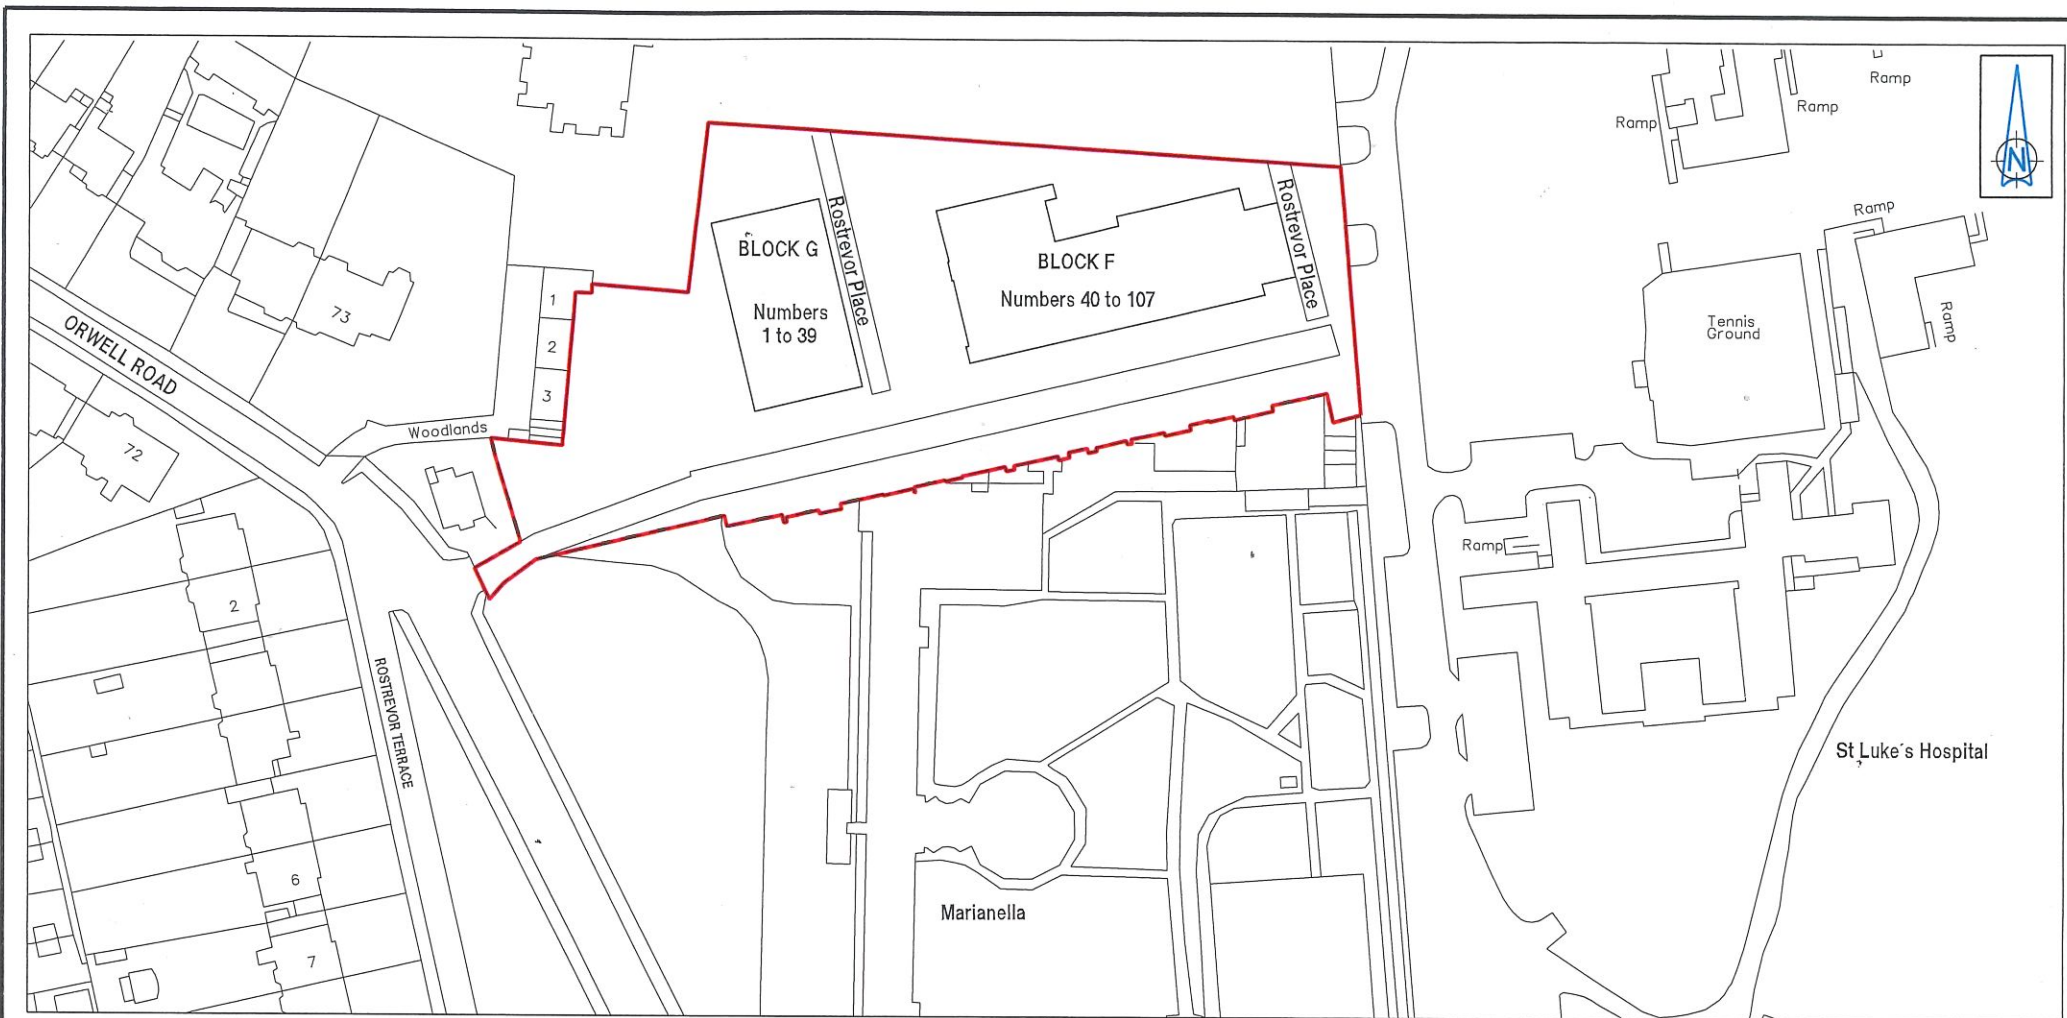 Ramp
Ramp
Ramp
N
Ramp
Rostrevor Place
Rostrevor Place
BLOCK G
Numbers
1 to 39
BLOCK F
Numbers 40 to 107
1
2
3
73
ORWELL ROAD
Woodlands
72
Tennis
Ground
Ramp
Ramp
2
ROSTREVOR TERRACE
St Luke's Hospital
6
Marianella
7